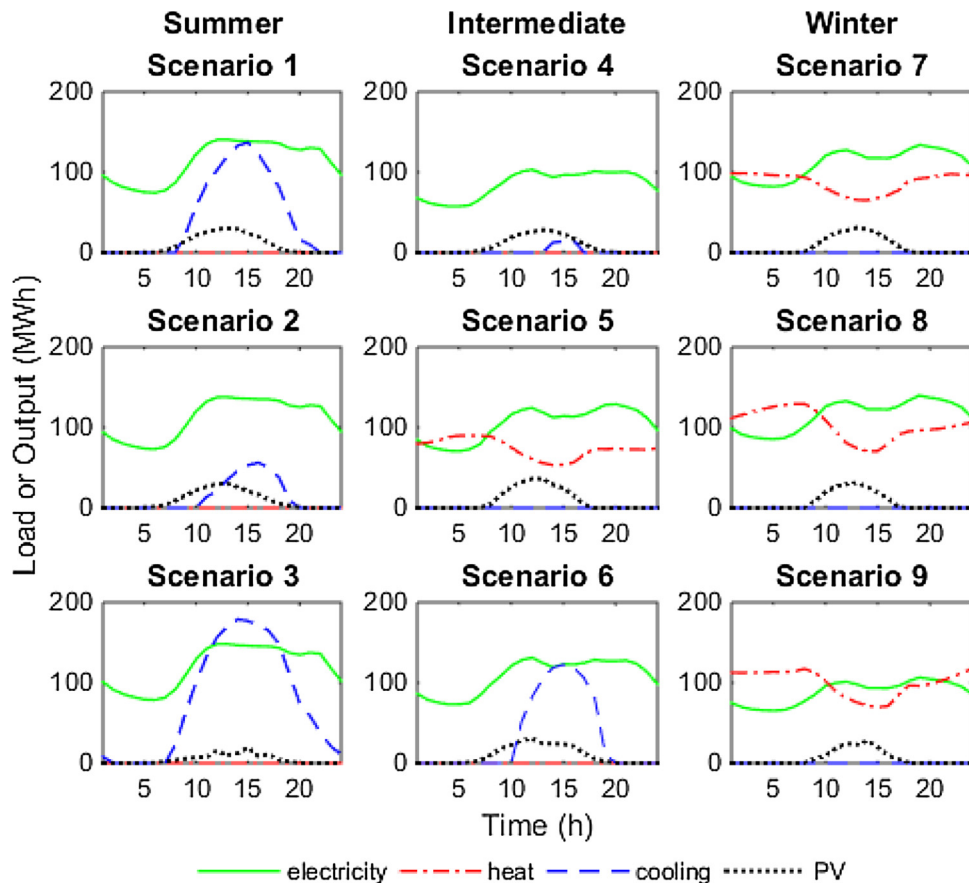 Summer Intermediate Winter
Scenario 1 Scenario 4 Scenario 7
200 200 200
100 100 100
0 0 0
5 10 15 20 5 10 15 20 5 10 15 20
Scenario 2 Scenario 5 Scenario 8
200 200 200
100 100 100
0 0 0
5 10 15 20 5 10 15 20 5 10 15 20
Scenario 3 Scenario 6 Scenario 9
200 200 200
100 100 100
0 0 0
5 10 15 20 5 10 15 20 5 10 15 20
Load or Output (MWh)
Time (h)
electricity heat cooling PV